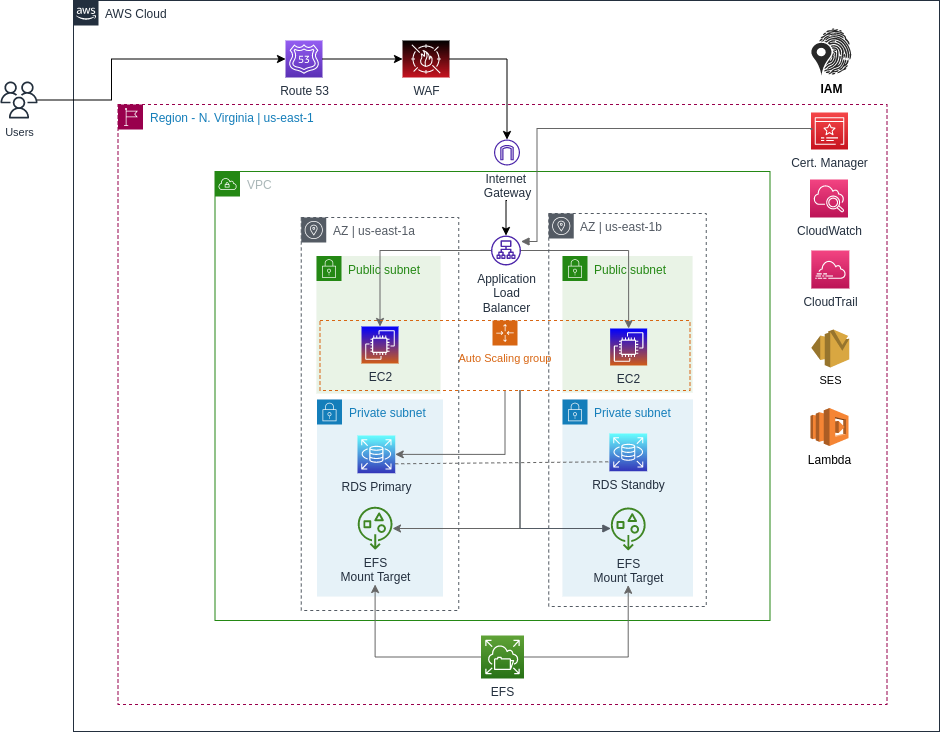 aws
AWS Cloud
53
Route 53
WAF
IAM
Users
Region - N. Virginia | us-east-1
Cert. Manager
Internet
Gateway
VPC
CloudWatch
AZ | us-east-1a
AZ | us-east-1b
Public subnet
Application
Load
Balancer
Public subnet
CloudTrail
Auto Scaling group
EC2
EC2
SES
Private subnet
Private subnet
Lambda
RDS Primary
RDS Standby
EFS
Mount Target
EFS
Mount Target
EFS